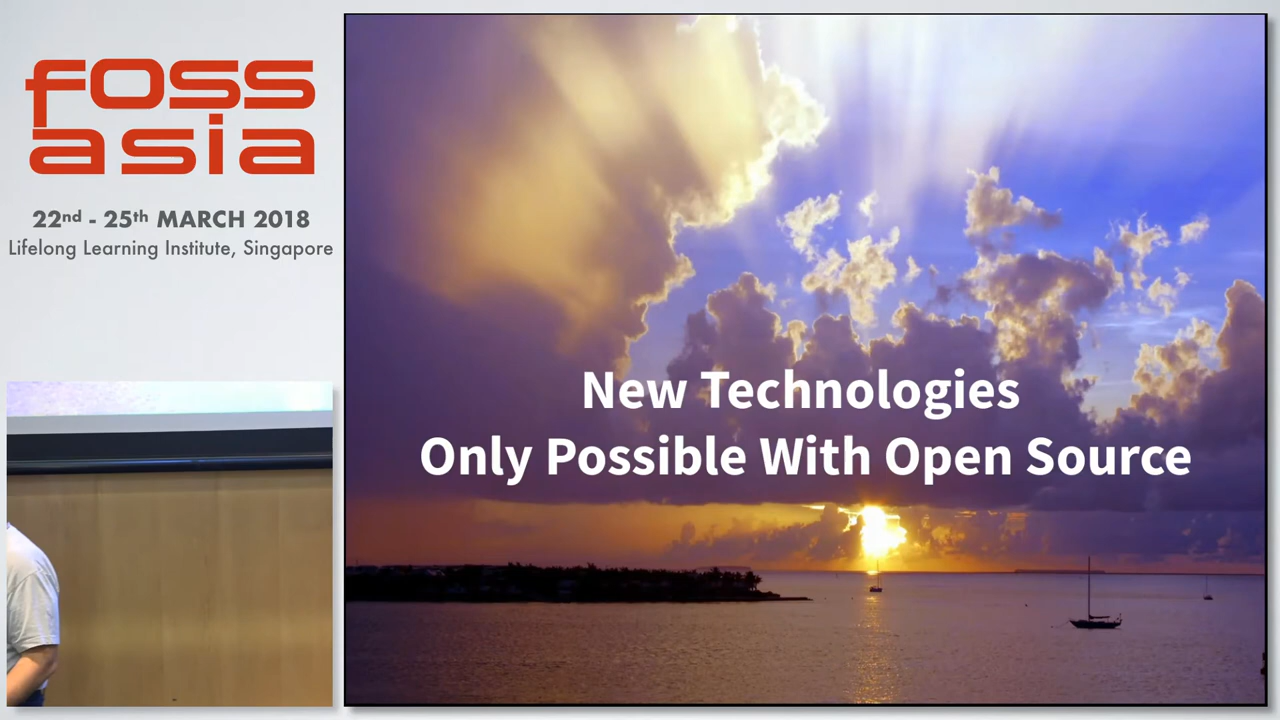 foss
asia
22nd - 25th MARCH 2018
Lifelong Learning Institute, Singapore
New Technologies
Only Possible With Open Source